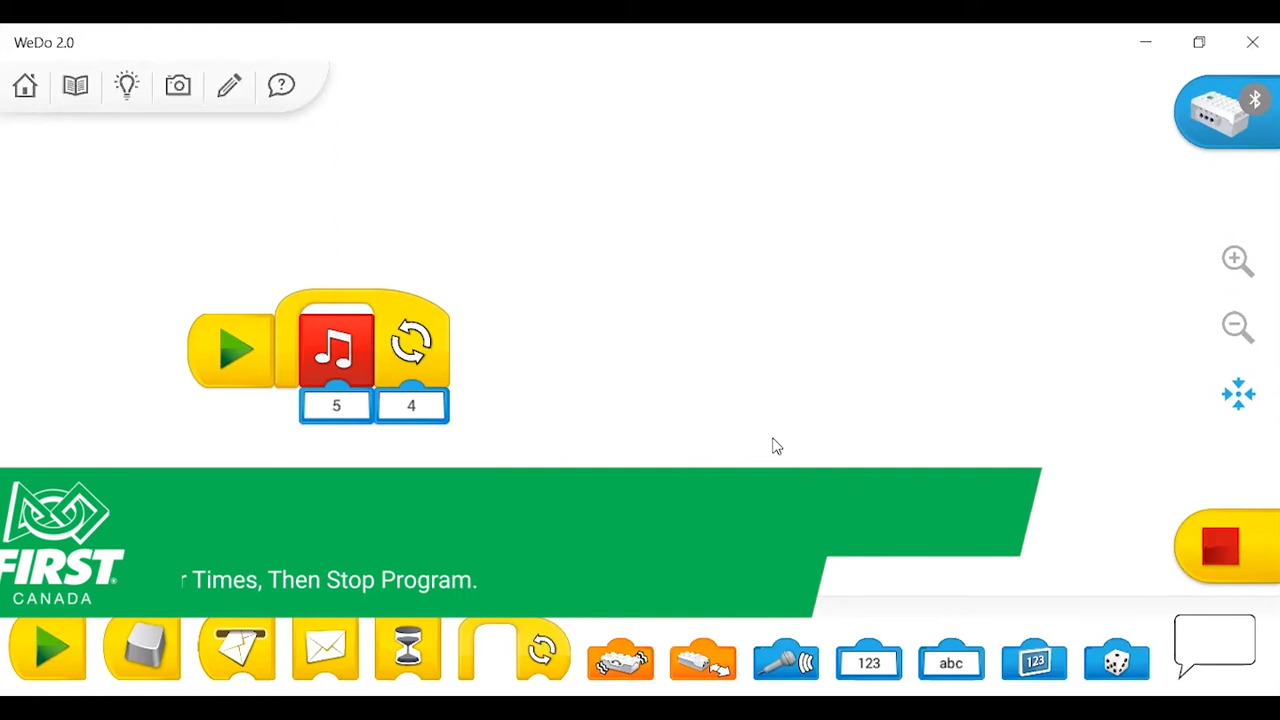 WeDo 2.0
5
4
FIRST®
CANADA
r Times, Then Stop Program.
123
abc
123